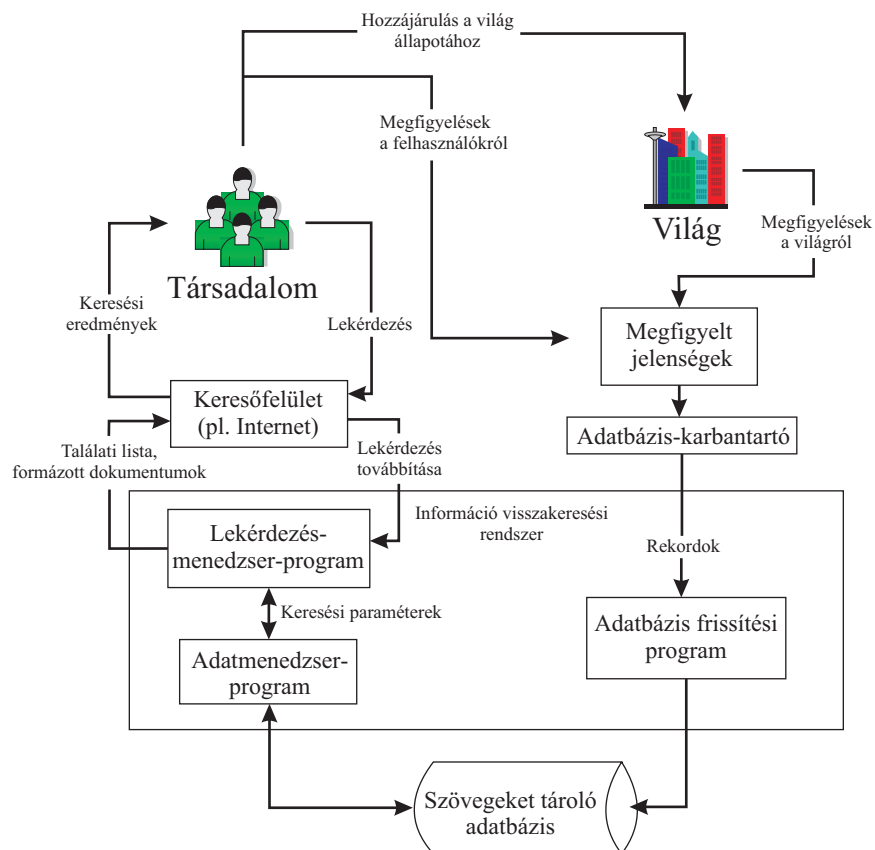 Hozzájárulás a világ
állapotához
Megfigyelések
a felhasználókról
Világ
Megfigyelések
a világról
Társadalom
Keresési
eredmények
Lekérdezés
Megfigyelt
jelenségek
Keresőfelület
(pl. Internet)
Adatbázis-karbantartó
Találati lista,
formázott dokumentumok
Lekérdezés
továbbítása
Információ visszakeresési
rendszer
Lekérdezés-
menedzser-program
Rekordok
Keresési paraméterek
Adatbázis frissítési
program
Adatmenedzser-
program
Szövegeket tároló
adatbázis